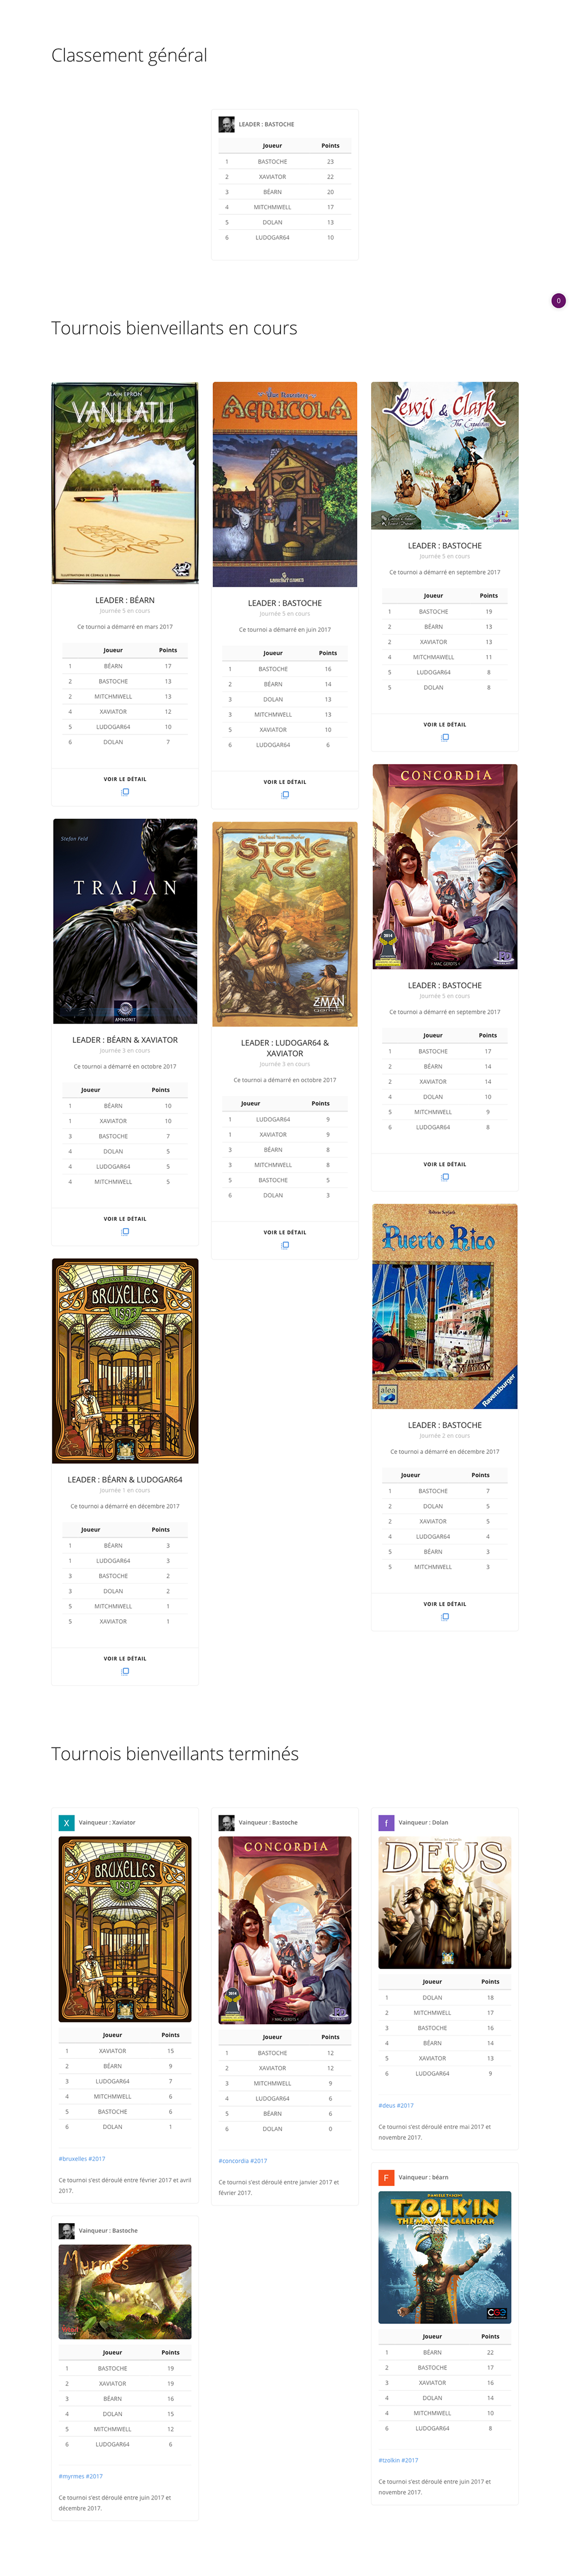 Classement général
LEADER : BASTOCHE
Joueur Points
1 BASTOCHE 23
2 XAVIATOR 22
3 BÉARN 20
4 MITCHMWELL 17
5 DOLAN 13
6 LUDOGAR64 10
0
Tournois bienveillants en cours
ALAIN EPRON
VANUATU
LEADER : BÉARN
Journée 5 en cours
Ce tournoi a démarré en mars 2017
Joueur Points
1 BÉARN 17
2 BASTOCHE 13
2 MITCHMWELL 13
4 XAVIATOR 12
5 LUDOGAR64 10
6 DOLAN 7
VOIR LE DÉTAIL
AGRICOLA
LOOKOUT GAMES
LEADER : BASTOCHE
Journée 5 en cours
Ce tournoi a démarré en juin 2017
Joueur Points
1 BASTOCHE 16
2 BÉARN 14
3 DOLAN 13
3 MITCHMWELL 13
5 XAVIATOR 10
6 LUDOGAR64 6
VOIR LE DÉTAIL
Lewis & Clark
The Expedition
LEADER : BASTOCHE
Journée 5 en cours
Ce tournoi a démarré en septembre 2017
Joueur Points
1 BASTOCHE 19
2 BÉARN 13
2 XAVIATOR 13
4 MITCHMAWELL 11
5 LUDOGAR64 8
5 DOLAN 8
VOIR LE DÉTAIL
Stefan Feld
TRAJAN
AMMONIT
LEADER : BÉARN & XAVIATOR
Journée 3 en cours
Ce tournoi a démarré en octobre 2017
Joueur Points
1 BÉARN 10
1 XAVIATOR 10
3 BASTOCHE 7
4 DOLAN 5
4 LUDOGAR64 5
4 MITCHMWELL 5
VOIR LE DÉTAIL
STONE
AGE
Z-MAN
games
LEADER : LUDOGAR64 &
XAVIATOR
Journée 3 en cours
Ce tournoi a démarré en octobre 2017
Joueur Points
1 LUDOGAR64 9
1 XAVIATOR 9
3 BÉARN 8
3 MITCHMWELL 8
5 BASTOCHE 5
6 DOLAN 3
VOIR LE DÉTAIL
CONCORDIA
MAC GERDTS
LEADER : BASTOCHE
Journée 5 en cours
Ce tournoi a démarré en septembre 2017
Joueur Points
1 BASTOCHE 17
2 BÉARN 14
2 XAVIATOR 14
4 DOLAN 10
5 MITCHMWELL 9
6 LUDOGAR64 8
VOIR LE DÉTAIL
BRUXELLES
1893
LEADER : BÉARN & LUDOGAR64
Journée 1 en cours
Ce tournoi a démarré en décembre 2017
Joueur Points
1 BÉARN 3
1 LUDOGAR64 3
3 BASTOCHE 2
3 DOLAN 2
5 MITCHMWELL 1
5 XAVIATOR 1
VOIR LE DÉTAIL
Puerto Rico
alea
Ravensburger
LEADER : BASTOCHE
Journée 2 en cours
Ce tournoi a démarré en décembre 2017
Joueur Points
1 BASTOCHE 7
2 DOLAN 5
2 XAVIATOR 5
4 LUDOGAR64 4
5 BÉARN 3
5 MITCHMWELL 3
VOIR LE DÉTAIL
Tournois bienveillants terminés
X Vainqueur : Xaviator
BRUXELLES
1893
Joueur Points
1 XAVIATOR 15
2 BÉARN 9
3 LUDOGAR64 7
4 MITCHMWELL 6
5 BASTOCHE 6
6 DOLAN 1
#bruxelles #2017
Ce tournoi s'est déroulé entre février 2017 et avril
2017.
Vainqueur : Bastoche
CONCORDIA
MAC GERDTS
Joueur Points
1 BASTOCHE 12
2 XAVIATOR 12
3 MITCHMWELL 9
4 LUDOGAR64 6
5 BÉARN 6
6 DOLAN 0
#concordia #2017
Ce tournoi s'est déroulé entre janvier 2017 et
février 2017.
f Vainqueur : Dolan
DEUS
Joueur Points
1 DOLAN 18
2 MITCHMWELL 17
3 BASTOCHE 16
4 BÉARN 14
5 XAVIATOR 13
6 LUDOGAR64 9
#deus #2017
Ce tournoi s'est déroulé entre mai 2017 et
novembre 2017.
Vainqueur : Bastoche
Myrmes
Joueur Points
1 BASTOCHE 19
2 XAVIATOR 19
3 BÉARN 16
4 DOLAN 15
5 MITCHMWELL 12
6 LUDOGAR64 6
#myrmes #2017
Ce tournoi s'est déroulé entre juin 2017 et
décembre 2017.
F Vainqueur : béarn
TZOLK'IN
THE MAYAN CALENDAR
CGE
Joueur Points
1 BÉARN 22
2 BASTOCHE 17
3 XAVIATOR 16
4 DOLAN 14
4 MITCHMWELL 10
6 LUDOGAR64 8
#tzolkin #2017
Ce tournoi s'est déroulé entre juin 2017 et
novembre 2017.